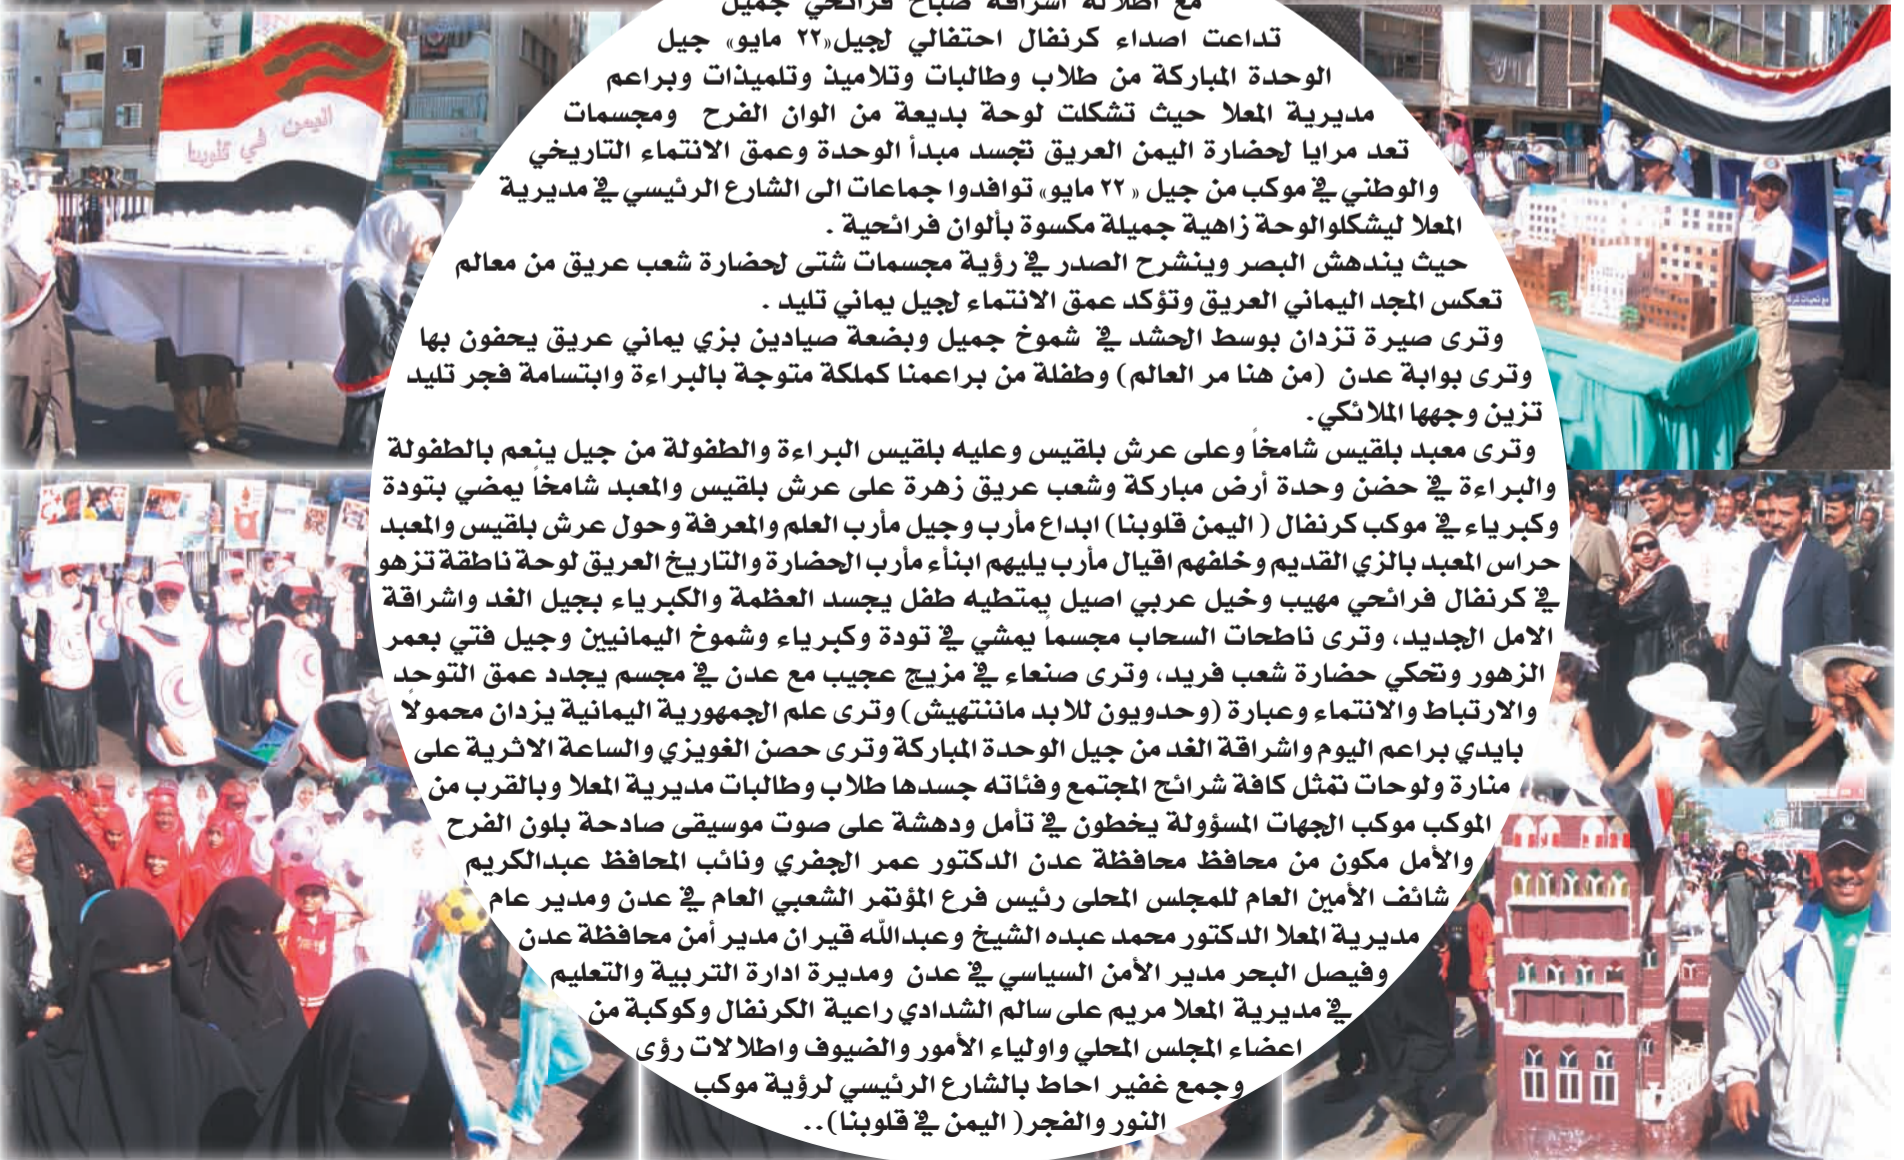 مع اطلالة اشراقة صباح فرائحي جميل
تداعت اصداء كرنفال احتفالي لجيل«٢٢ مايو» جيل
الوحدة المباركة من طلاب وطالبات وتلاميذ وتلميذات وبراعم
مديرية المعلا حيث تشكلت لوحة بديعة من الوان الفرح ومجسمات
تعد مرايا لحضارة اليمن العريق تجسد مبدأ الوحدة وعمق الانتماء التاريخي
والوطني في موكب من جيل « ٢٢ مايو» توافدوا جماعات الى الشارع الرئيسي في مديرية
المعلا ليشكلوالوحة زاهية جميلة مكسوة بألوان فرائحية .
حيث يندهش البصر وينشرح الصدر في رؤية مجسمات شتى لحضارة شعب عريق من معالم
تعكس المجد اليماني العريق وتؤكد عمق الانتماء لجيل يماني تليد .
وترى صيرة تزدان بوسط الحشد في شموخ جميل وبضعة صيادين بزي يماني عريق يحفون بها
وترى بوابة عدن (من هنا مر العالم) وطفلة من براعمنا كملكة متوجة بالبراءة وابتسامة فجر تليد
تزين وجهها الملائكي.
وترى معبد بلقيس شامخاً وعلى عرش بلقيس وعليه بلقيس البراءة والطفولة من جيل ينعم بالطفولة
والبراءة في حضن وحدة أرض مباركة وشعب عريق زهرة على عرش بلقيس والمعبد شامخاً يمضي بتودة
وكبرياء في موكب كرنفال ( اليمن قلوبنا) ابداع مأرب وجيل مأرب العلم والمعرفة وحول عرش بلقيس والمعبد
حراس المعبد بالزي القديم وخلفهم اقيال مأرب يليهم ابنأء مأرب الحضارة والتاريخ العريق لوحة ناطقة تزهو
في كرنفال فرائحي مهيب وخيل عربي اصيل يمتطيه طفل يجسد العظمة والكبرياء بجيل الغد واشراقة
الامل الجديد، وترى ناطحات السحاب مجسماً يمشي في تودة وكبرياء وشموخ اليمانيين وجيل فتي بعمر
الزهور وتحكي حضارة شعب فريد، وترى صنعاء في مزيج عجيب مع عدن في مجسم يجدد عمق التوحد
والارتباط والانتماء وعبارة (وحدويون للابد ماننتهيش) وترى علم الجمهورية اليمانية يزدان محمولاً
بايدي براعم اليوم واشراقة الغد من جيل الوحدة المباركة وترى حصن الغويزي والساعة الاثرية على
منارة ولوحات تمثل كافة شرائح المجتمع وفئاته جسدها طلاب وطالبات مديرية المعلا وبالقرب من
الموكب موكب الجهات المسؤولة يخطون في تأمل ودهشة على صوت موسيقى صادحة بلون الفرح
والأمل مكون من محافظ محافظة عدن الدكتور عمر الجفري ونائب المحافظ عبدالكريم
شائف الأمين العام للمجلس المحلى رئيس فرع المؤتمر الشعبي العام في عدن ومدير عام
مديرية المعلا الدكتور محمد عبده الشيخ وعبدالله قيران مدير أمن محافظة عدن
وفيصل البحر مدير الأمن السياسي في عدن ومديرة ادارة التربية والتعليم
في مديرية المعلا مريم على سالم الشدادي راعية الكرنفال وكوكبة من
اعضاء المجلس المحلي واولياء الأمور والضيوف واطلالات رؤى
وجمع غفير احاط بالشارع الرئيسي لرؤية موكب
النور والفجر( اليمن في قلوبنا)..
اليمن في قلوبنا
مع تحيات شركة